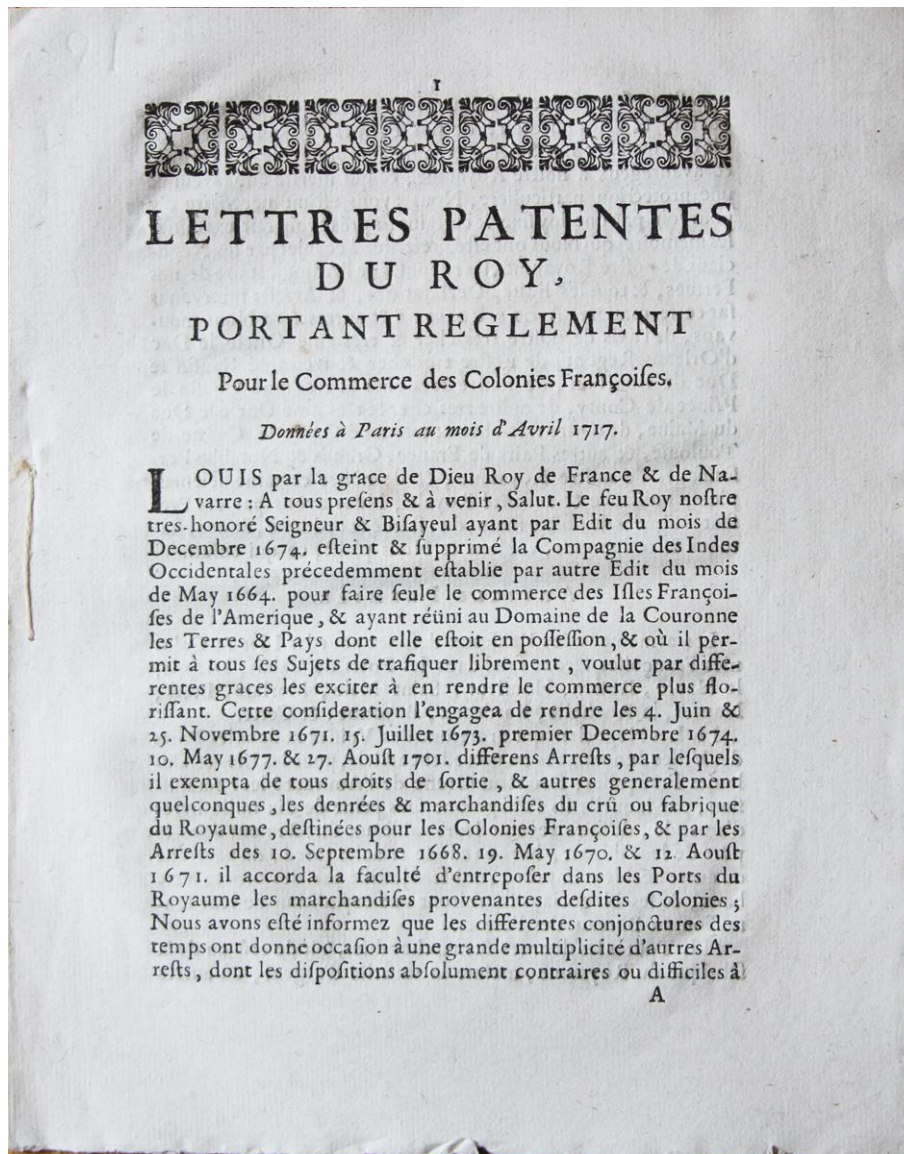 1
LETTRES PATENTES
DU ROY,
PORTANT REGLEMENT
Pour le Commerce des Colonies Françoiſes.
Données à Paris au mois d'Avril 1717.
LOUIS par la grace de Dieu Roy de France & de Na-
varre : A tous preſens & à venir, Salut. Le feu Roy noſtre
tres-honoré Seigneur & Biſayeul ayant par Edit du mois de
Decembre 1674. eſteint & ſupprimé la Compagnie des Indes
Occidentales précedemment eſtablie par autre Edit du mois
de May 1664. pour faire ſeule le commerce des Iſles Françoi-
ſes de l'Amerique, & ayant réüni au Domaine de la Couronne
les Terres & Pays dont elle eſtoit en poſſeſſion, & où il per-
mit à tous ſes Sujets de trafiquer librement, voulut par diffe-
rentes graces les exciter à en rendre le commerce plus flo-
riſſant. Cette conſideration l'engagea de rendre les 4. Juin &
25. Novembre 1671. 15. Juillet 1673. premier Decembre 1674.
10. May 1677. & 27. Aouſt 1701. differens Arreſts, par leſquels
il exempta de tous droits de ſortie, & autres generalement
quelconques, les denrées & marchandiſes du crû ou fabrique
du Royaume, deſtinées pour les Colonies Françoiſes, & par les
Arreſts des 10. Septembre 1668. 19. May 1670. & 12. Aouſt
1671. il accorda la faculté d'entrepoſer dans les Ports du
Royaume les marchandiſes provenantes deſdites Colonies ;
Nous avons eſté informez que les differentes conjonctures des
temps ont donné occaſion à une grande multiplicité d'autres Ar-
reſts, dont les diſpoſitions abſolument contraires ou difficiles à
A